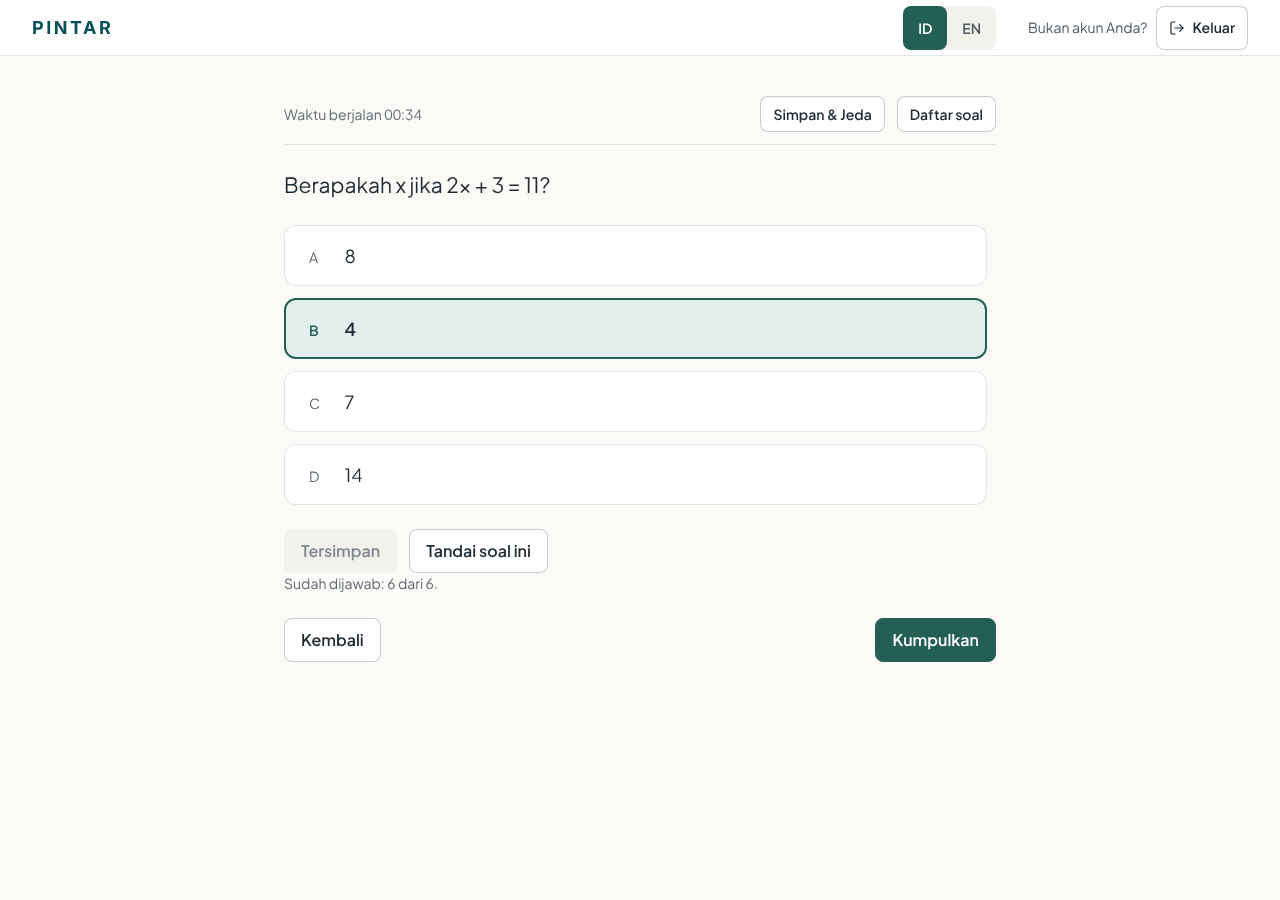 PINTAR
ID EN Bukan akun Anda? Keluar
Waktu berjalan 00:34 Simpan & Jeda Daftar soal
Berapakah x jika 2x + 3 = 11?
A 8
B 4
C 7
D 14
Tersimpan Tandai soal ini
Sudah dijawab: 6 dari 6.
Kembali Kumpulkan